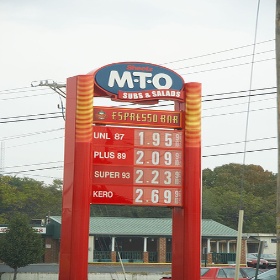 M·T·O
SUBS & SALADS
ESPRESSO BAR
UNL 87 1.95
PLUS 89 2.09
SUPER 93 2.23
KERO 2.69